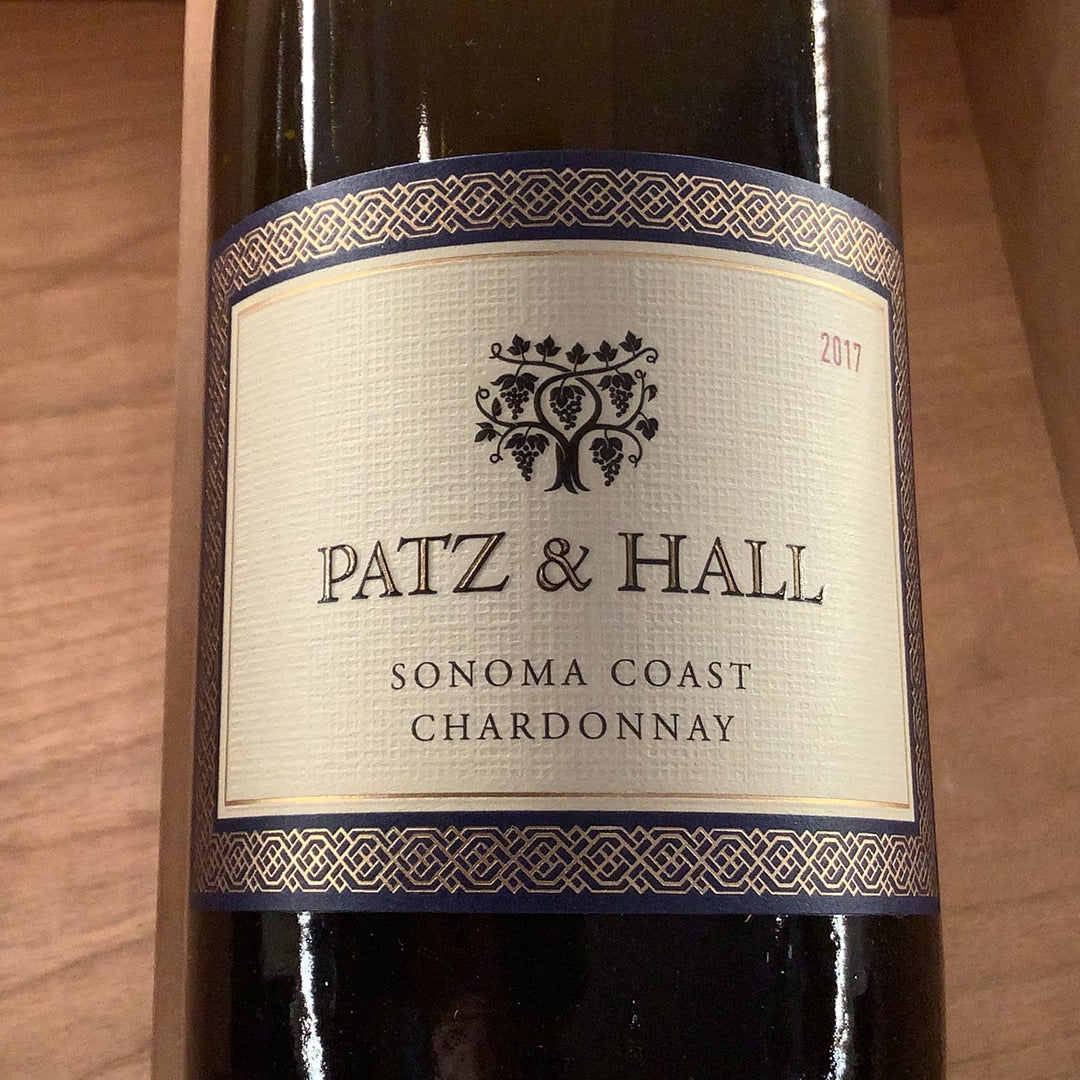 2017
PATZ & HALL
SONOMA COAST
CHARDONNAY